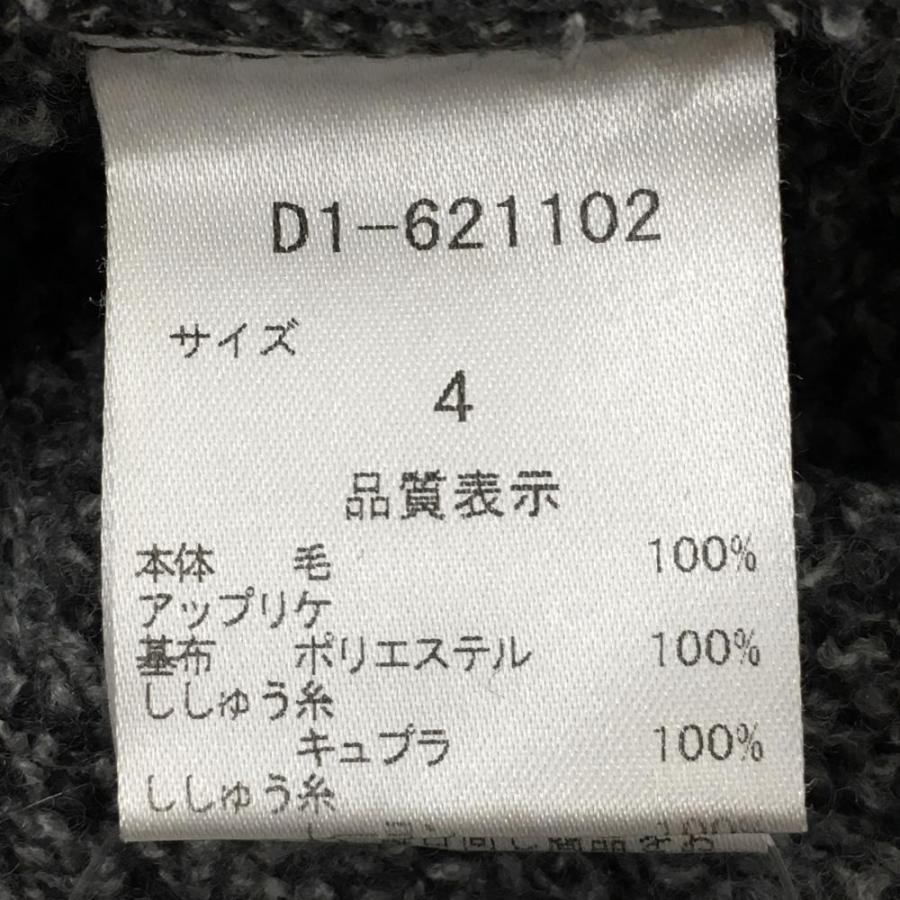 D1-621102
サイズ
4
品質表示
本体 毛 100%
アップリケ
基布 ポリエステル 100%
ししゅう糸
キュプラ 100%
ししゅう糸